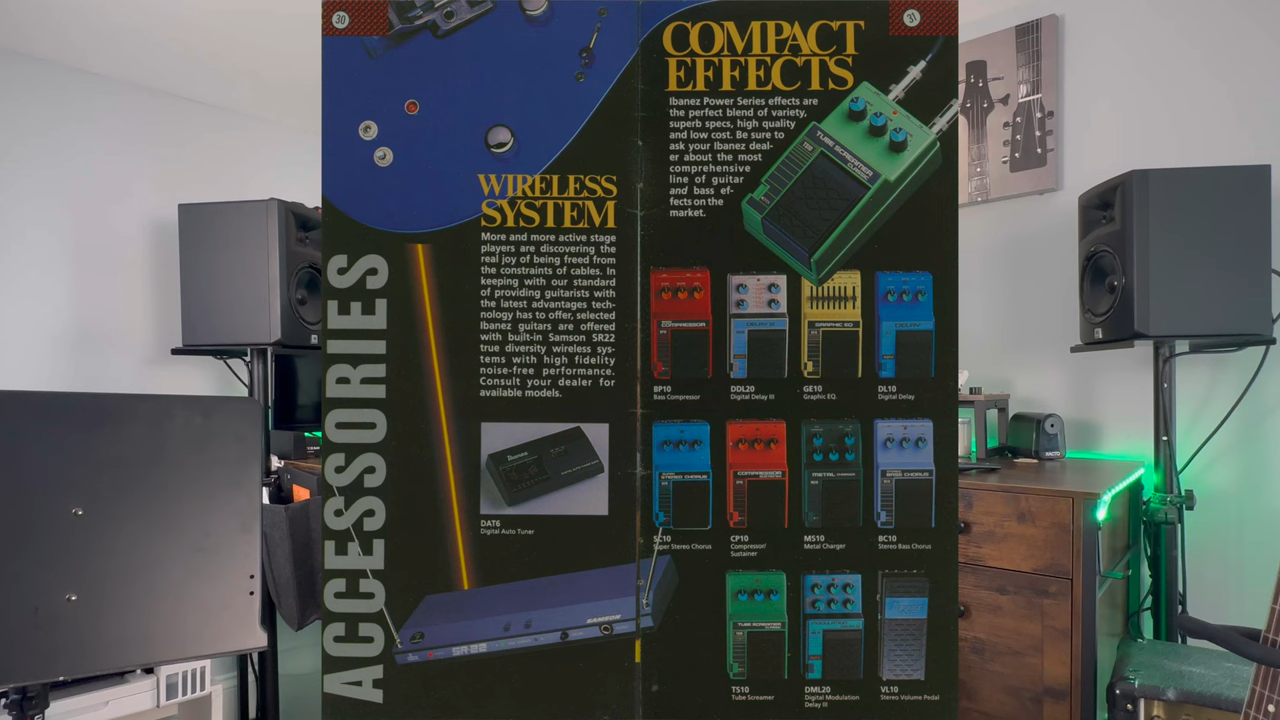 30
WIRELESS
SYSTEM
More and more active stage
players are discovering the
real joy of being freed from
the constraints of cables. In
keeping with our standard
of providing guitarists with
the latest advantages tech-
nology has to offer, selected
Ibanez guitars are offered
with built-in Samson SR22
true diversity wireless sys-
tems with high fidelity
noise-free performance.
Consult your dealer for
available models.
ACCESSORIES
Ibanez
DAT6
Digital Auto Tuner
SAMSON
SR-22
31
COMPACT
EFFECTS
Ibanez Power Series effects are
the perfect blend of variety,
superb specs, high quality
and low cost. Be sure to
ask your Ibanez deal-
er about the most
comprehensive
line of guitar
and bass ef-
fects on the
market.
TUBE SCREAMER
CLASSIC
COMPRESSOR
DELAY III
GRAPHIC EQ
DELAY
BP10
Bass Compressor
DDL20
Digital Delay III
GE10
Graphic EQ.
DL10
Digital Delay
STEREO CHORUS
COMPRESSOR
METAL CHARGER
BASS CHORUS
SC10
Super Stereo Chorus
CP10
Compressor/
Sustainer
MS10
Metal Charger
BC10
Stereo Bass Chorus
TUBE SCREAMER
TS10
Tube Screamer
DML20
Digital Modulation
Delay III
VL10
Stereo Volume Pedal
XACTO